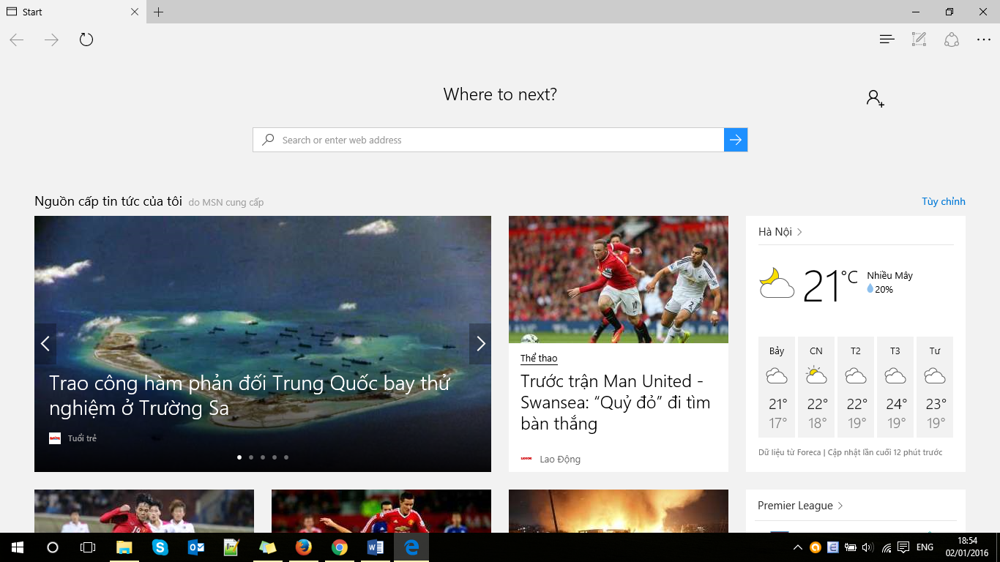 Start
Where to next?
Search or enter web address
Nguồn cấp tin tức của tôi do MSN cung cấp
Tùy chỉnh
Trao công hàm phản đối Trung Quốc bay thử
nghiệm ở Trường Sa
Tuổi trẻ
Thể thao
Trước trận Man United -
Swansea: “Quỷ đỏ” đi tìm
bàn thắng
Lao Động
Hà Nội
21°C
Nhiều Mây
20%
Bảy CN T2 T3 Tư
21° 22° 22° 24° 23°
17° 18° 19° 19° 19°
Dữ liệu từ Foreca | Cập nhật lần cuối 12 phút trước
Premier League
ENG
18:54
02/01/2016